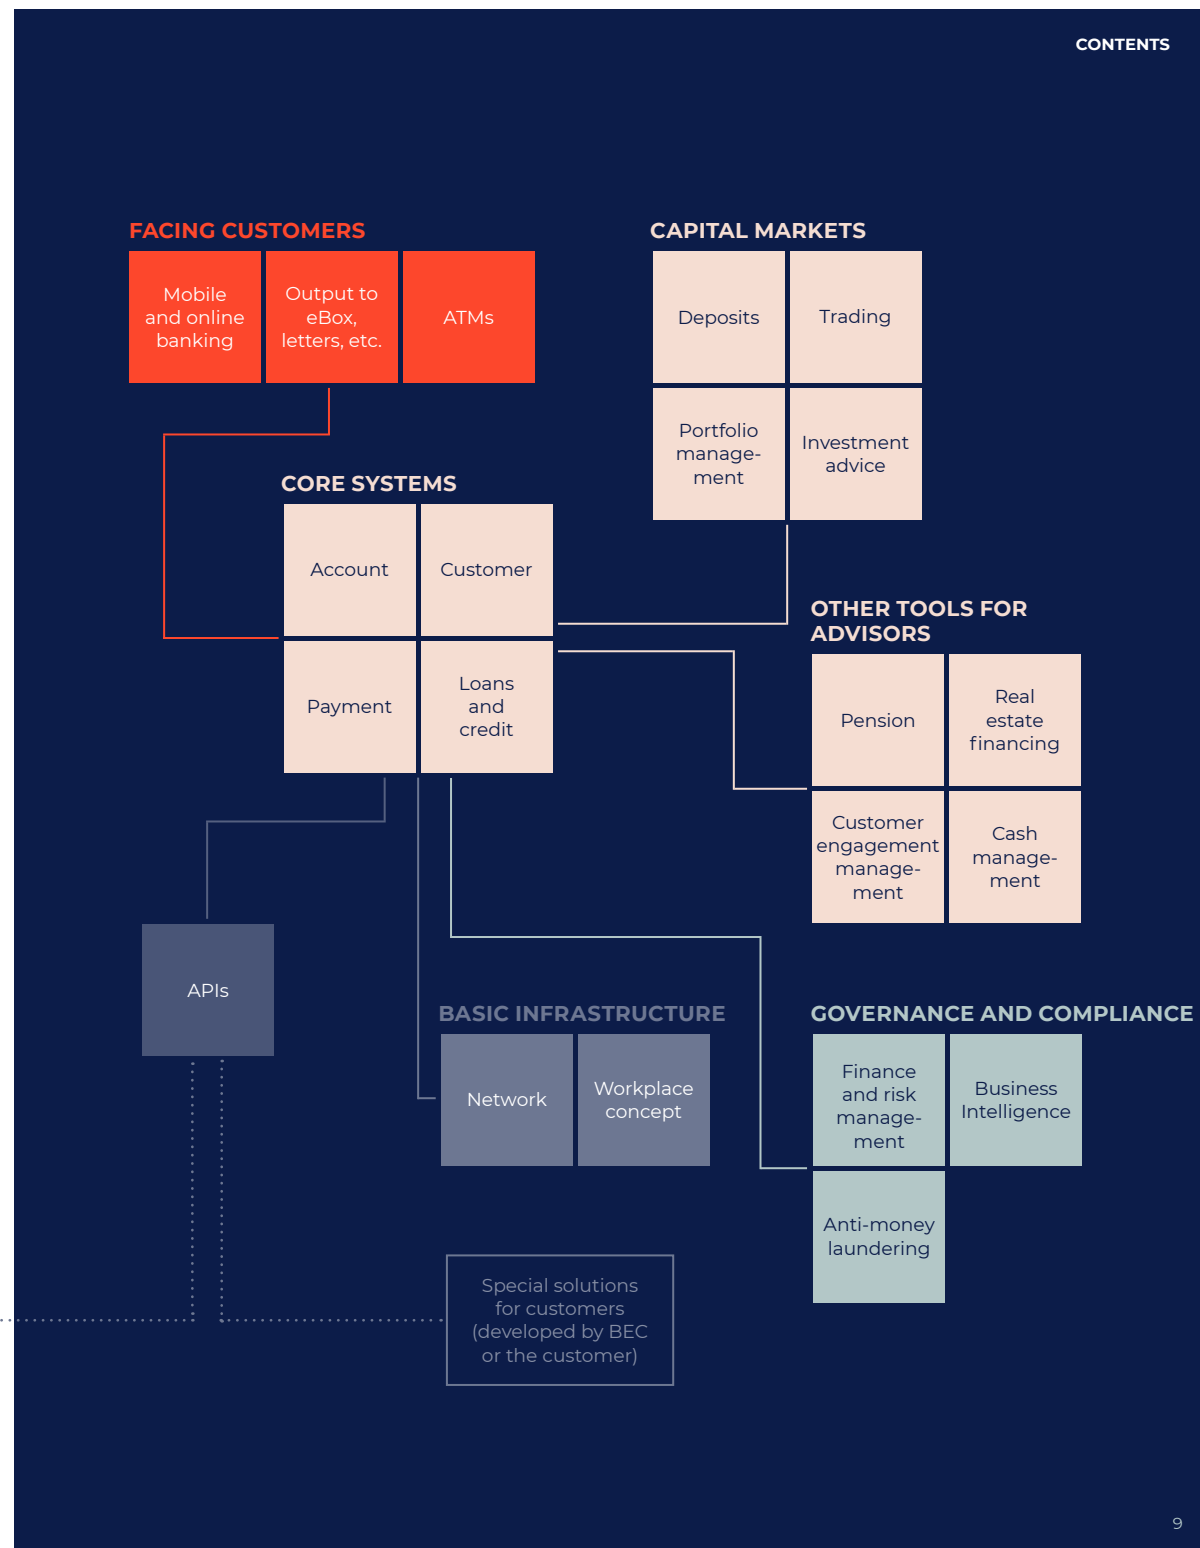 CONTENTS
FACING CUSTOMERS
Mobile
and online
banking
Output to
eBox,
letters, etc.
ATMs
CAPITAL MARKETS
Deposits
Trading
Portfolio
manage-
ment
Investment
advice
CORE SYSTEMS
Account
Customer
Payment
Loans
and
credit
OTHER TOOLS FOR
ADVISORS
Pension
Real
estate
financing
Customer
engagement
manage-
ment
Cash
manage-
ment
APIs
BASIC INFRASTRUCTURE
Network
Workplace
concept
GOVERNANCE AND COMPLIANCE
Finance
and risk
manage-
ment
Business
Intelligence
Anti-money
laundering
Special solutions
for customers
(developed by BEC
or the customer)
9